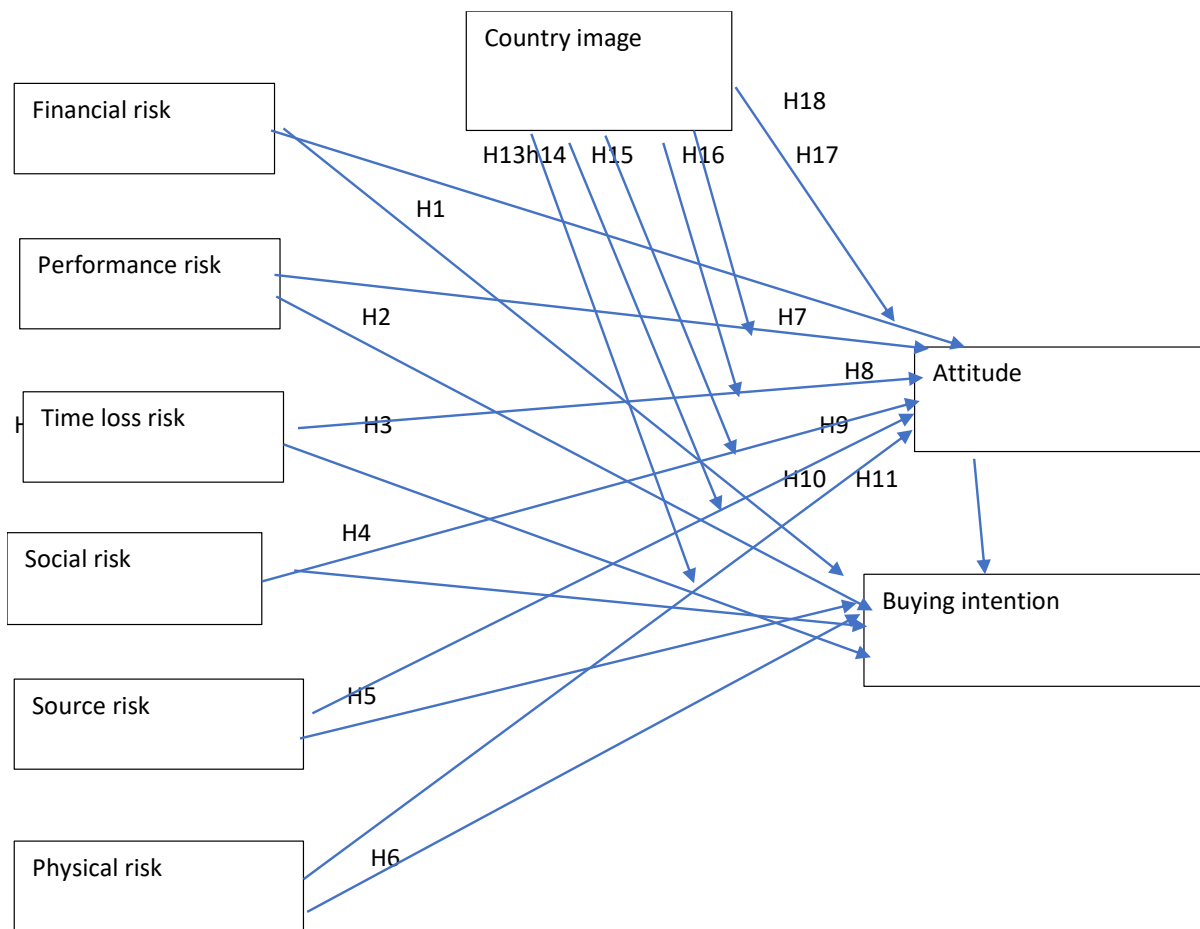 Country image
Financial risk
H18
H13h14 H15 H16 H17
H1
Performance risk
H2 H7
Time loss risk
H8
Attitude
H H3 H9
H10 H11
Social risk
H4
Buying intention
Source risk
H5
Physical risk
H6